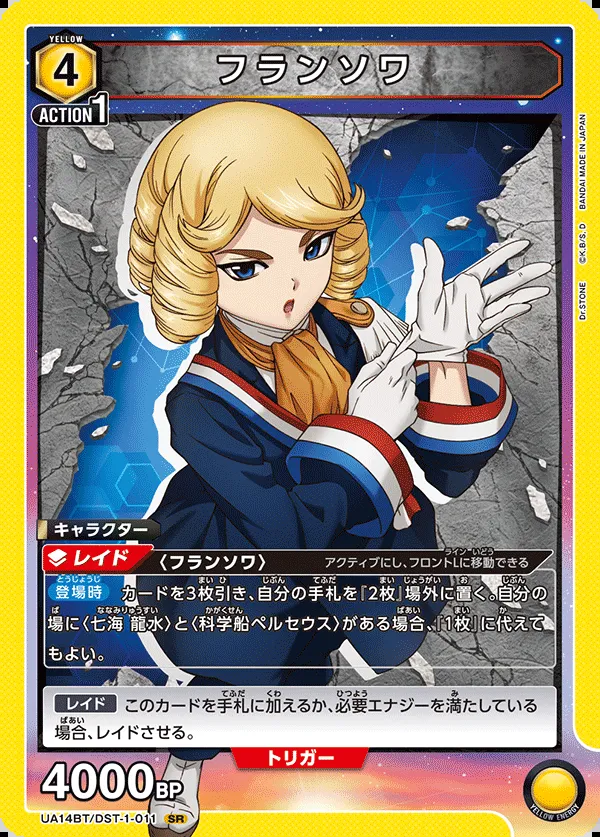 YELLOW
4
フランソワ
ACTION 1
Dr.STONE ©K.B/S. D BANDAI MADE IN JAPAN
キャラクター
レイド 〈フランソワ〉 アクティブにし、フロントLに移動できる
登場時 カードを3枚引き、自分の手札を『2枚』場外に置く。自分の
場に〈七海 龍水〉と〈科学船ペルセウス〉がある場合、『1枚』に代えて
もよい。
レイド このカードを手札に加えるか、必要エナジーを満たしている
場合、レイドさせる。
トリガー
4000BP
YELLOW ENERGY
UA14BT/DST-1-011 SR